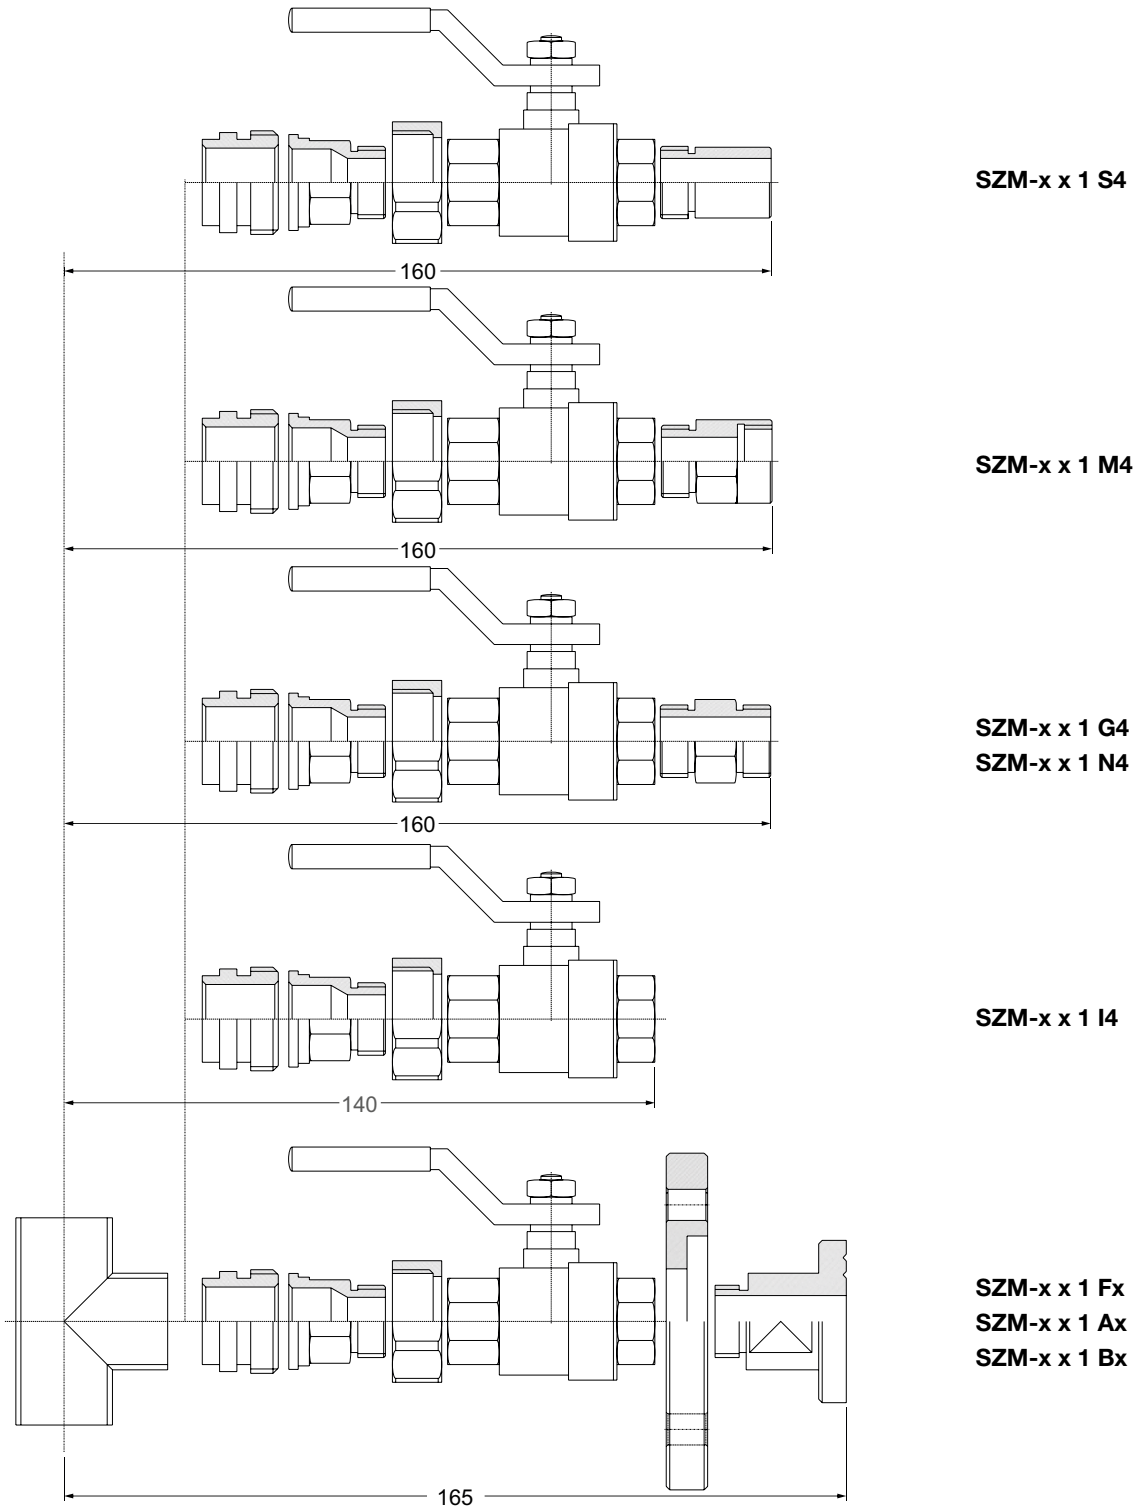 SZM-x x 1 S4
160
SZM-x x 1 M4
160
SZM-x x 1 G4
SZM-x x 1 N4
160
SZM-x x 1 I4
140
SZM-x x 1 Fx
SZM-x x 1 Ax
SZM-x x 1 Bx
165